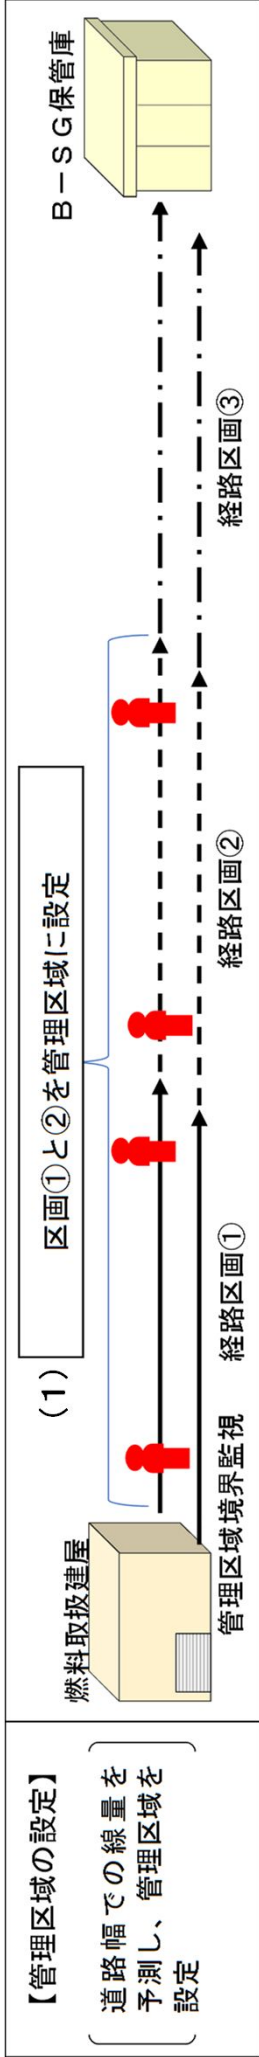 【管理区域の設定】
道路幅での線量を
予測し、管理区域を
設定
(1)
区画①と②を管理区域に設定
燃料取扱建屋
管理区域境界監視
経路区画①
経路区画②
経路区画③
B－SG保管庫